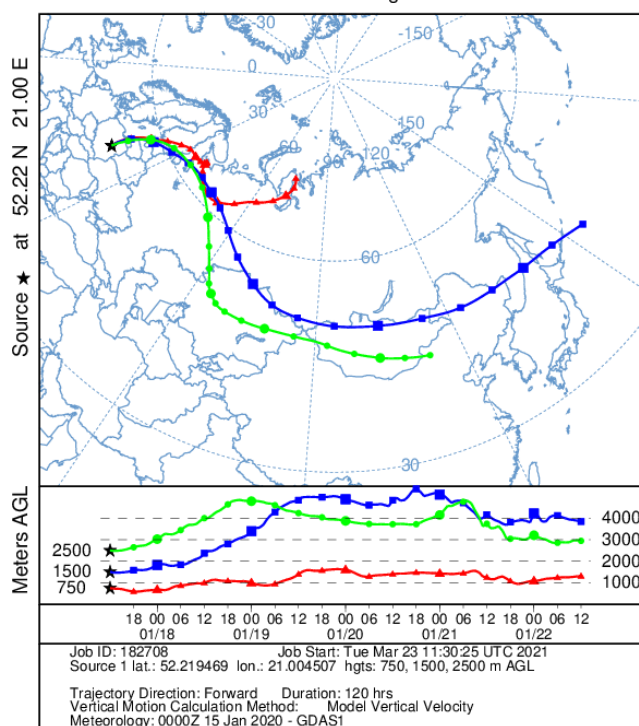 -30
-150
0
-150
30
60
90
120
60
30
Source ★ at 52.22 N 21.00 E
Meters AGL
2500
1500
750
4000
3000
2000
1000
18 00 06 12 18 00 06 12 18 00 06 12 18 00 06 12 18 00 06 12
01/18 01/19 01/20 01/21 01/22
Job ID: 182708 Job Start: Tue Mar 23 11:30:25 UTC 2021
Source 1 lat.: 52.219469 lon.: 21.004507 hgts: 750, 1500, 2500 m AGL
Trajectory Direction: Forward Duration: 120 hrs
Vertical Motion Calculation Method: Model Vertical Velocity
Meteorology: 0000Z 15 Jan 2020 - GDAS1